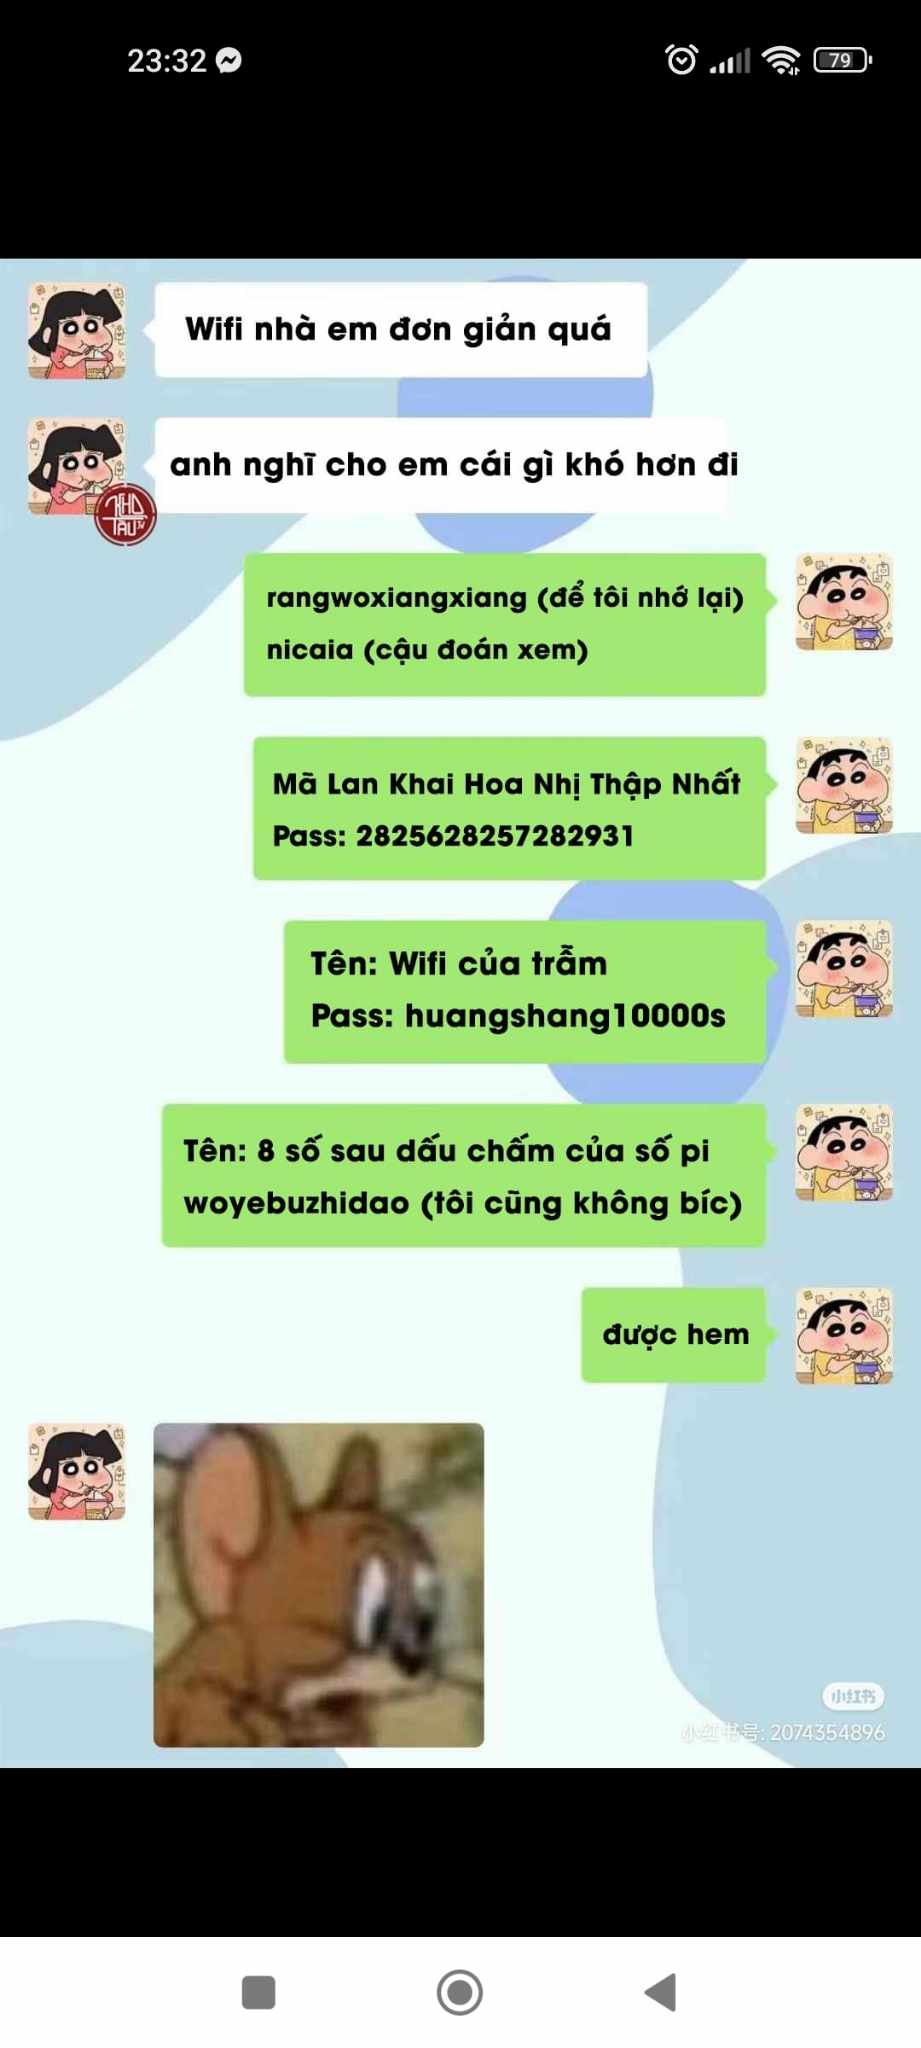 23:32
79
Wifi nhà em đơn giản quá
anh nghĩ cho em cái gì khó hơn đi
KHO
TÀU TV
rangwoxiangxiang (để tôi nhớ lại)
nicaia (cậu đoán xem)
Mã Lan Khai Hoa Nhị Thập Nhất
Pass: 2825628257282931
Tên: Wifi của trẫm
Pass: huangshang10000s
Tên: 8 số sau dấu chấm của số pi
woyebuzhidao (tôi cũng không bíc)
được hem
小红书
小红书号: 2074354896